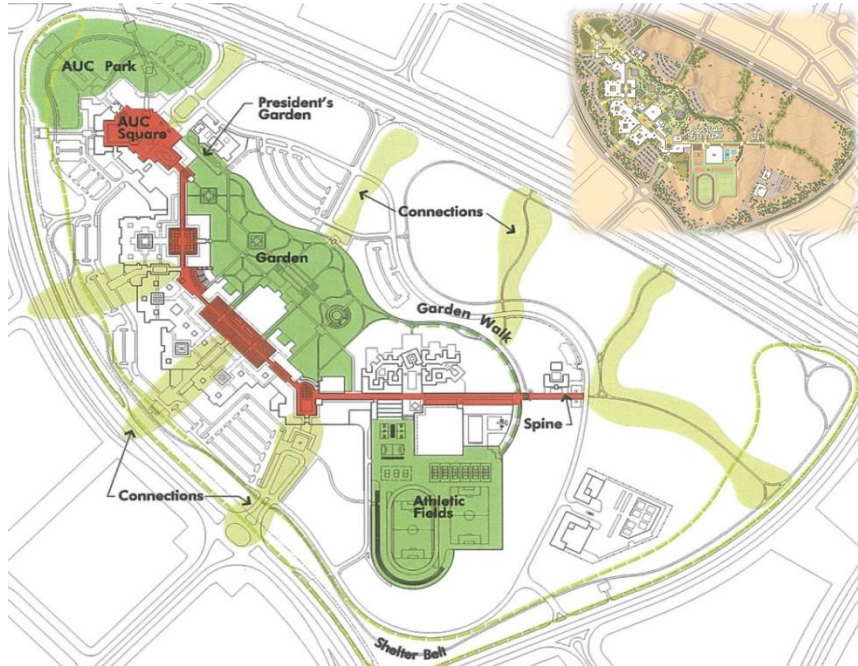 AUC Park
AUC
Square
President's
Garden
Connections
Garden
Garden Walk
Spine
Connections
Athletic
Fields
Shelter Belt